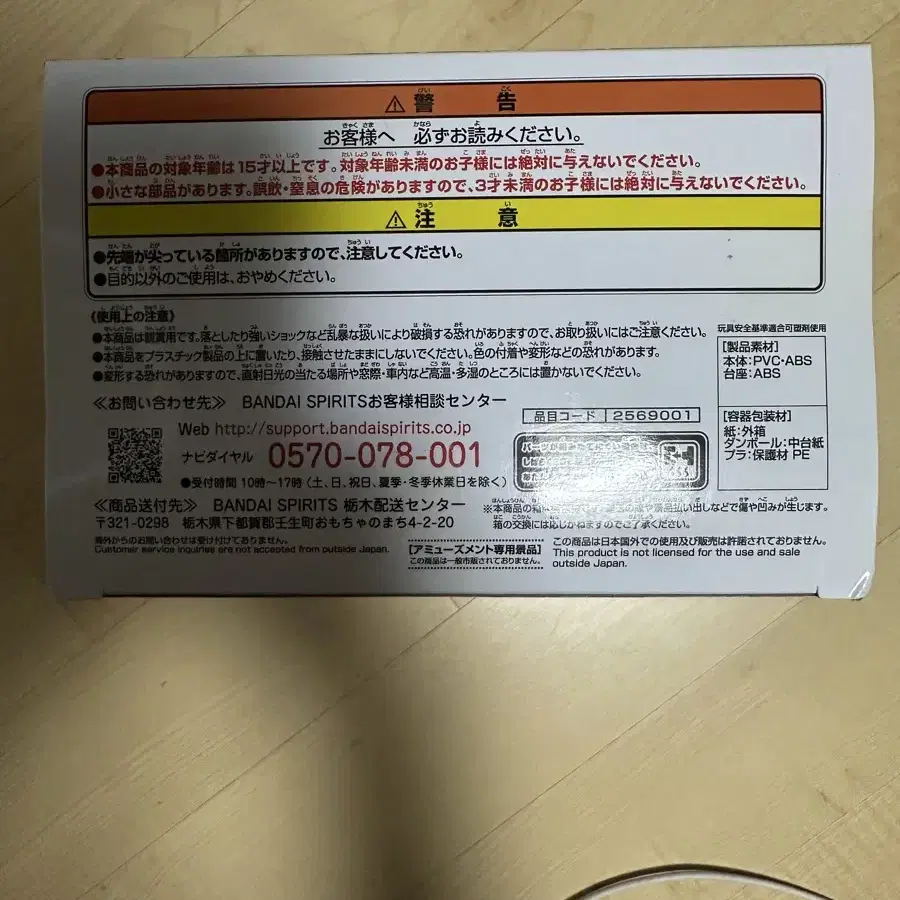 ⚠警告
お客様へ 必ずお読みください。
●本商品の対象年齢は15才以上です。対象年齢未満のお子様には絶対に与えないでください。
●小さな部品があります。誤飲・窒息の危険がありますので、3才未満のお子様には絶対に与えないでください。
⚠注意
●先端が尖っている箇所がありますので、注意してください。
●目的以外のご使用は、おやめください。
《使用上の注意》
●本商品は観賞用です。落としたり強いショックなど乱暴な扱いにより破損する恐れがありますので、お取り扱いにはご注意ください。
●本商品をプラスチック製品の上に置いたり、接触させたままにしないでください。色の付着や変形などの恐れがあります。
●変形する恐れがありますので、直射日光の当たる場所や窓際・車内など高温・多湿のところには置かないでください。
玩具安全基準適合可塑剤使用
[製品素材]
本体:PVC・ABS
台座:ABS
[容器包装材]
紙:外箱
ダンボール:中台紙
プラ:保護材 PE
≪お問い合わせ先≫ BANDAI SPIRITSお客様相談センター
品目コード 2569001
Web http://support.bandaispirits.co.jp
ナビダイヤル 0570-078-001
●受付時間 10時〜17時(土、日、祝日、夏季・冬季休業日を除く)
≪商品送付先≫ BANDAI SPIRITS 栃木配送センター
〒321-0298 栃木県下都賀郡壬生町おもちゃのまち4-2-20
パーツが組み立てにくい場合
箱の交換には応じかねますのでご了承ください。
海外からのお問い合わせは受け付けておりません。
Customer service inquiries are not accepted from outside Japan.
[アミューズメント専用景品]
この商品は一般市販されておりません。
この商品は日本国外での使用及び販売は許諾されておりません。
This product is not licensed for the use and sale
outside Japan.